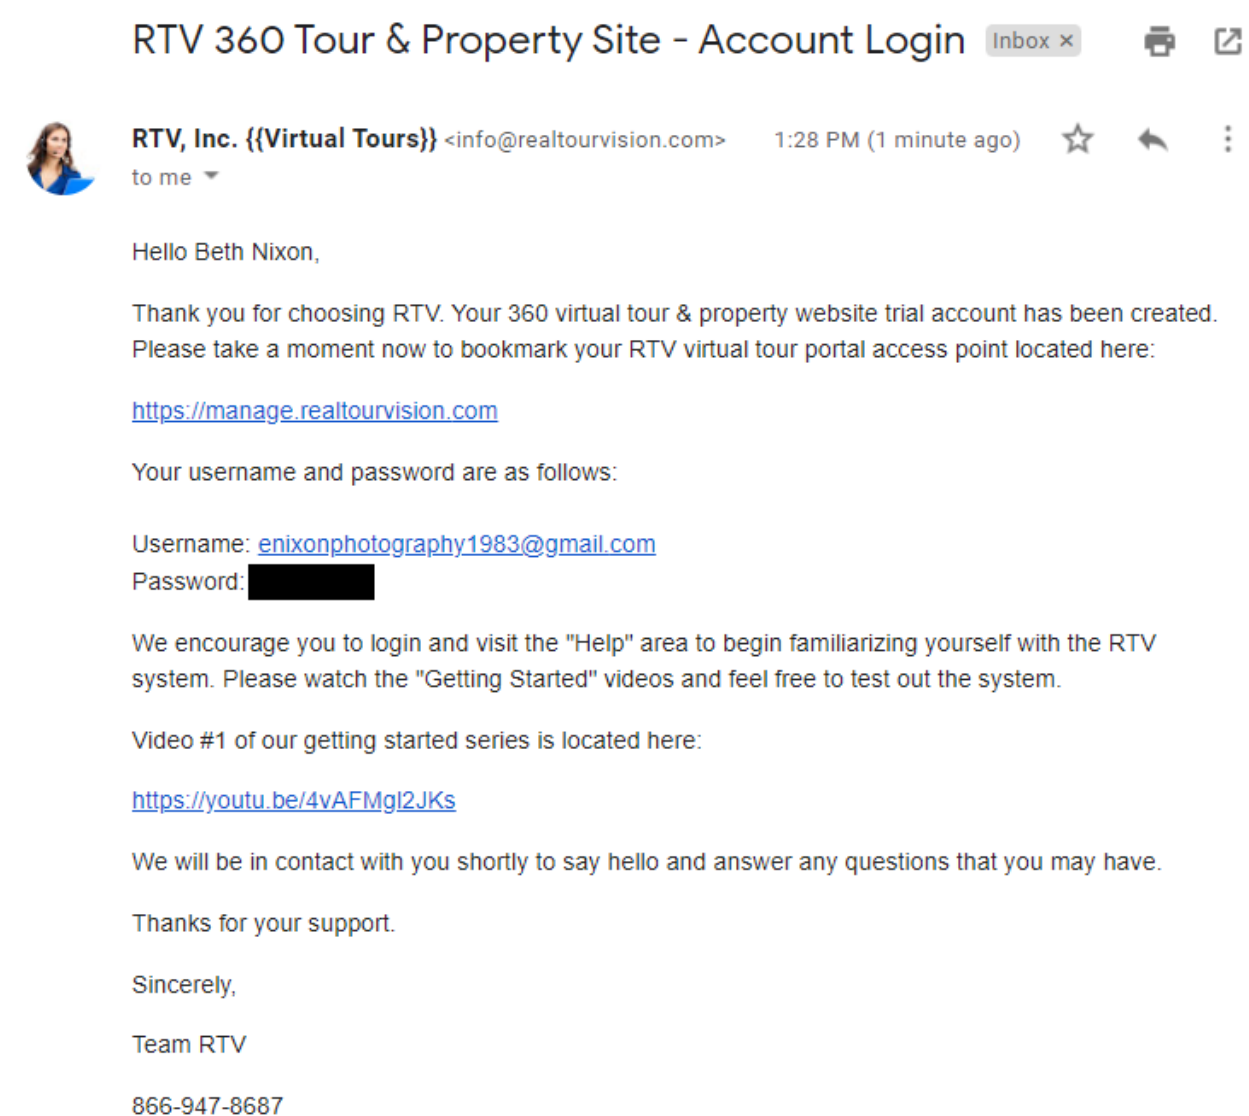 RTV 360 Tour & Property Site - Account Login Inbox ×
RTV, Inc. {{Virtual Tours}} <info@realtourvision.com> 1:28 PM (1 minute ago)
to me
Hello Beth Nixon,
Thank you for choosing RTV. Your 360 virtual tour & property website trial account has been created.
Please take a moment now to bookmark your RTV virtual tour portal access point located here:
https://manage.realtourvision.com
Your username and password are as follows:
Username: enixonphotography1983@gmail.com
Password:
We encourage you to login and visit the "Help" area to begin familiarizing yourself with the RTV
system. Please watch the "Getting Started" videos and feel free to test out the system.
Video #1 of our getting started series is located here:
https://youtu.be/4vAFMgl2JKs
We will be in contact with you shortly to say hello and answer any questions that you may have.
Thanks for your support.
Sincerely,
Team RTV
866-947-8687